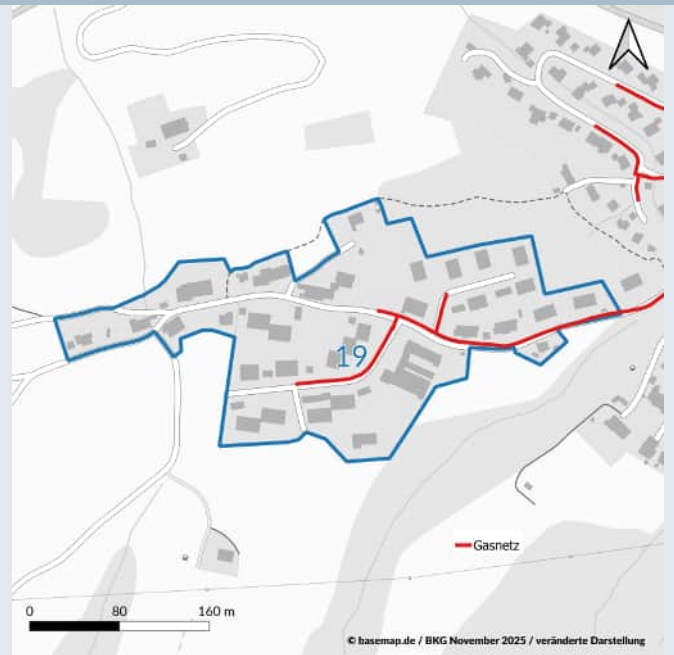 19
Gasnetz
0 80 160 m
© basemap.de / BKG November 2025 / veränderte Darstellung